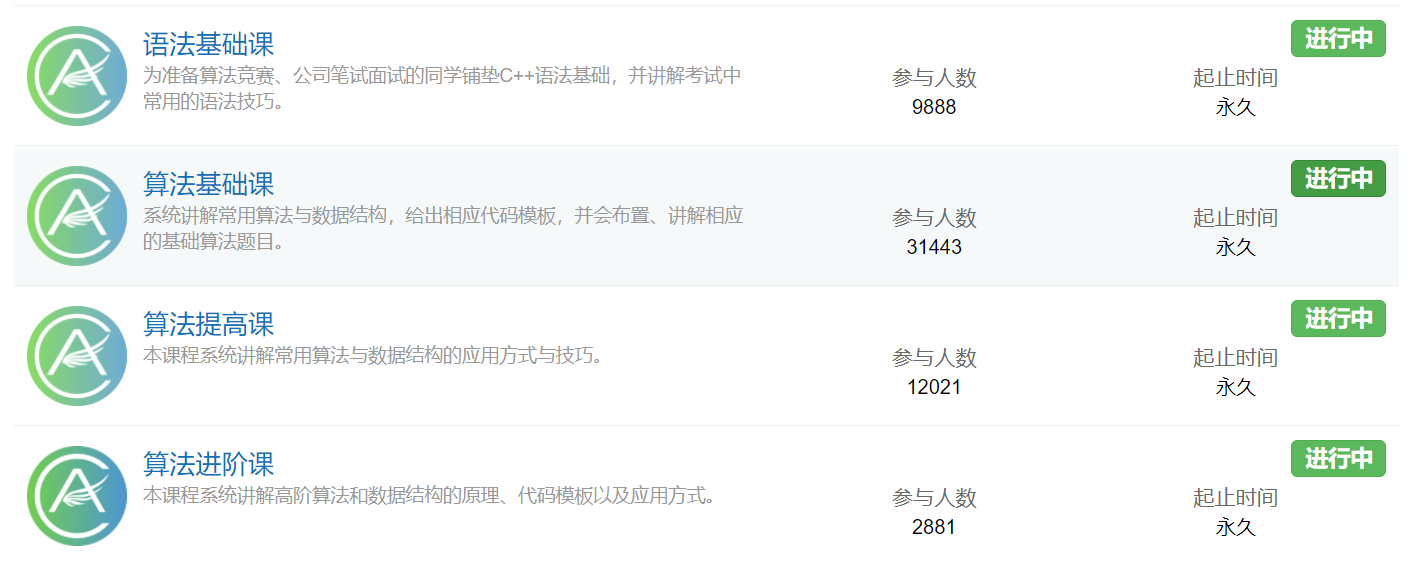 语法基础课
为准备算法竞赛、公司笔试面试的同学铺垫C++语法基础，并讲解考试中
常用的语法技巧。
参与人数
9888
起止时间
永久
进行中
算法基础课
系统讲解常用算法与数据结构，给出相应代码模板，并会布置、讲解相应
的基础算法题目。
参与人数
31443
起止时间
永久
进行中
算法提高课
本课程系统讲解常用算法与数据结构的应用方式与技巧。
参与人数
12021
起止时间
永久
进行中
算法进阶课
本课程系统讲解高阶算法和数据结构的原理、代码模板以及应用方式。
参与人数
2881
起止时间
永久
进行中